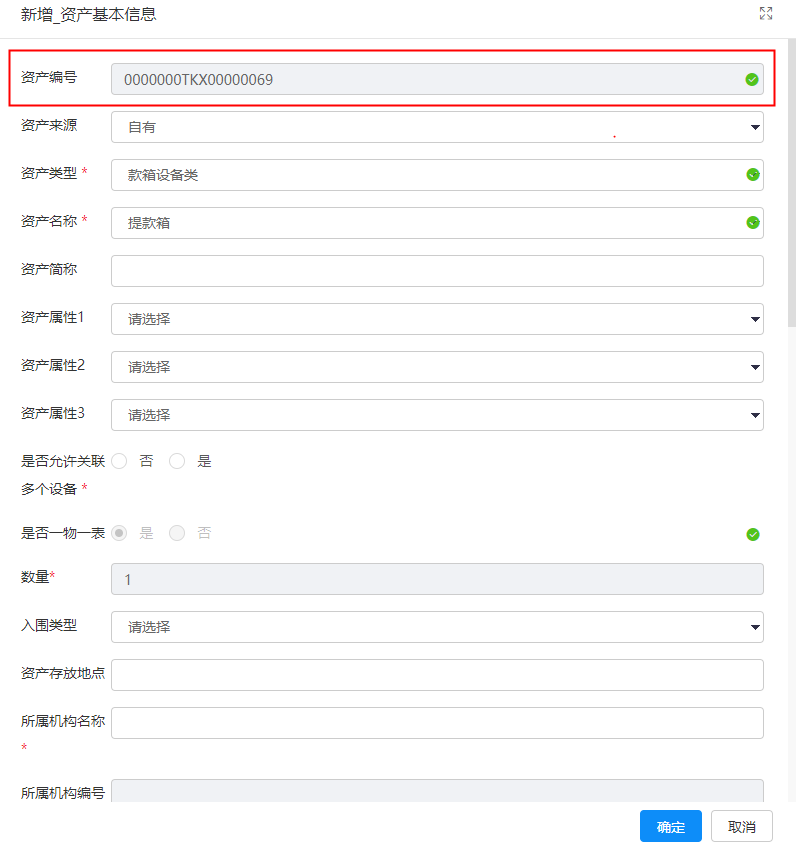 新增_资产基本信息
资产编号 0000000TKX00000069
资产来源 自有
资产类型 * 款箱设备类
资产名称 * 提款箱
资产简称
资产属性1 请选择
资产属性2 请选择
资产属性3 请选择
是否允许关联 否 是
多个设备 *
是否一物一表 是 否
数量* 1
入围类型 请选择
资产存放地点
所属机构名称
*
所属机构编号
确定 取消